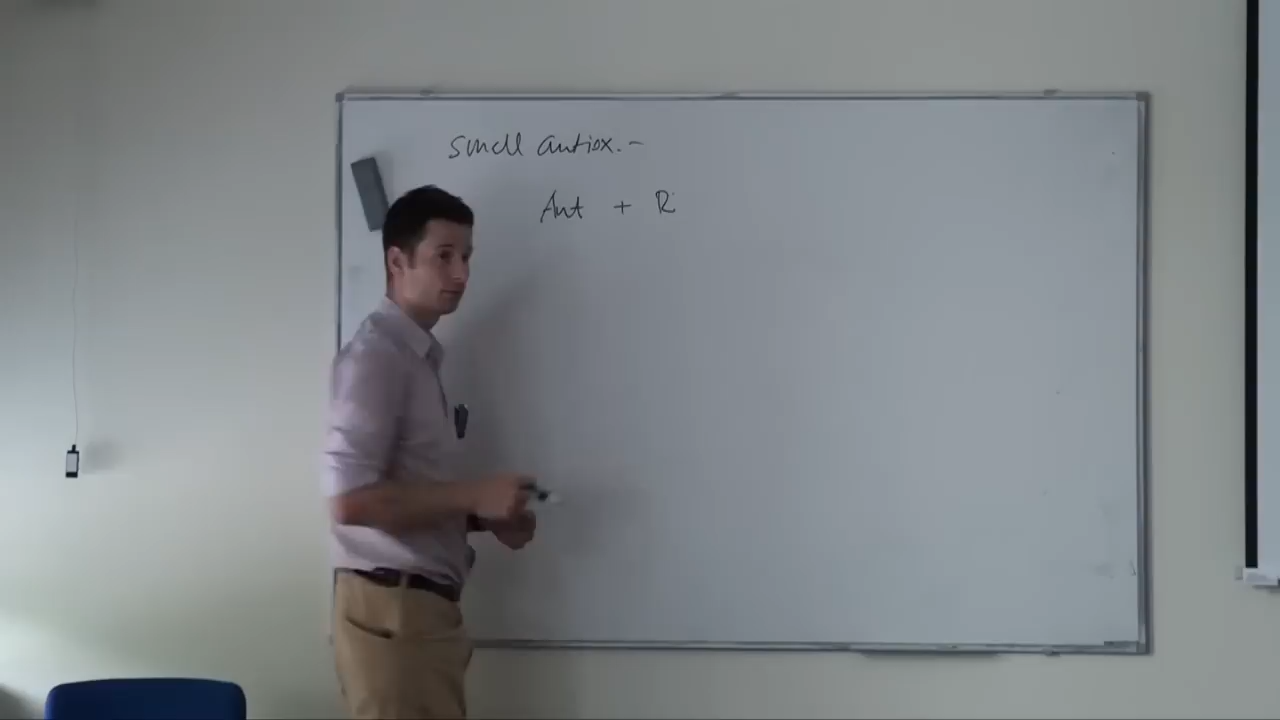 small antiox. -
Ant + R·